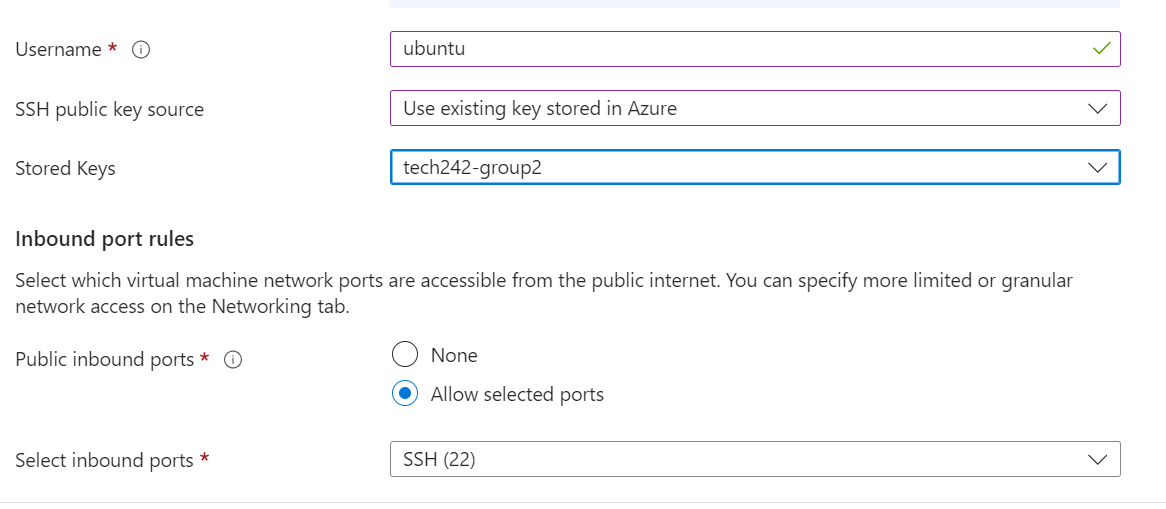 Username *
ubuntu
SSH public key source
Use existing key stored in Azure
Stored Keys
tech242-group2
Inbound port rules
Select which virtual machine network ports are accessible from the public internet. You can specify more limited or granular
network access on the Networking tab.
Public inbound ports *
None
Allow selected ports
Select inbound ports *
SSH (22)